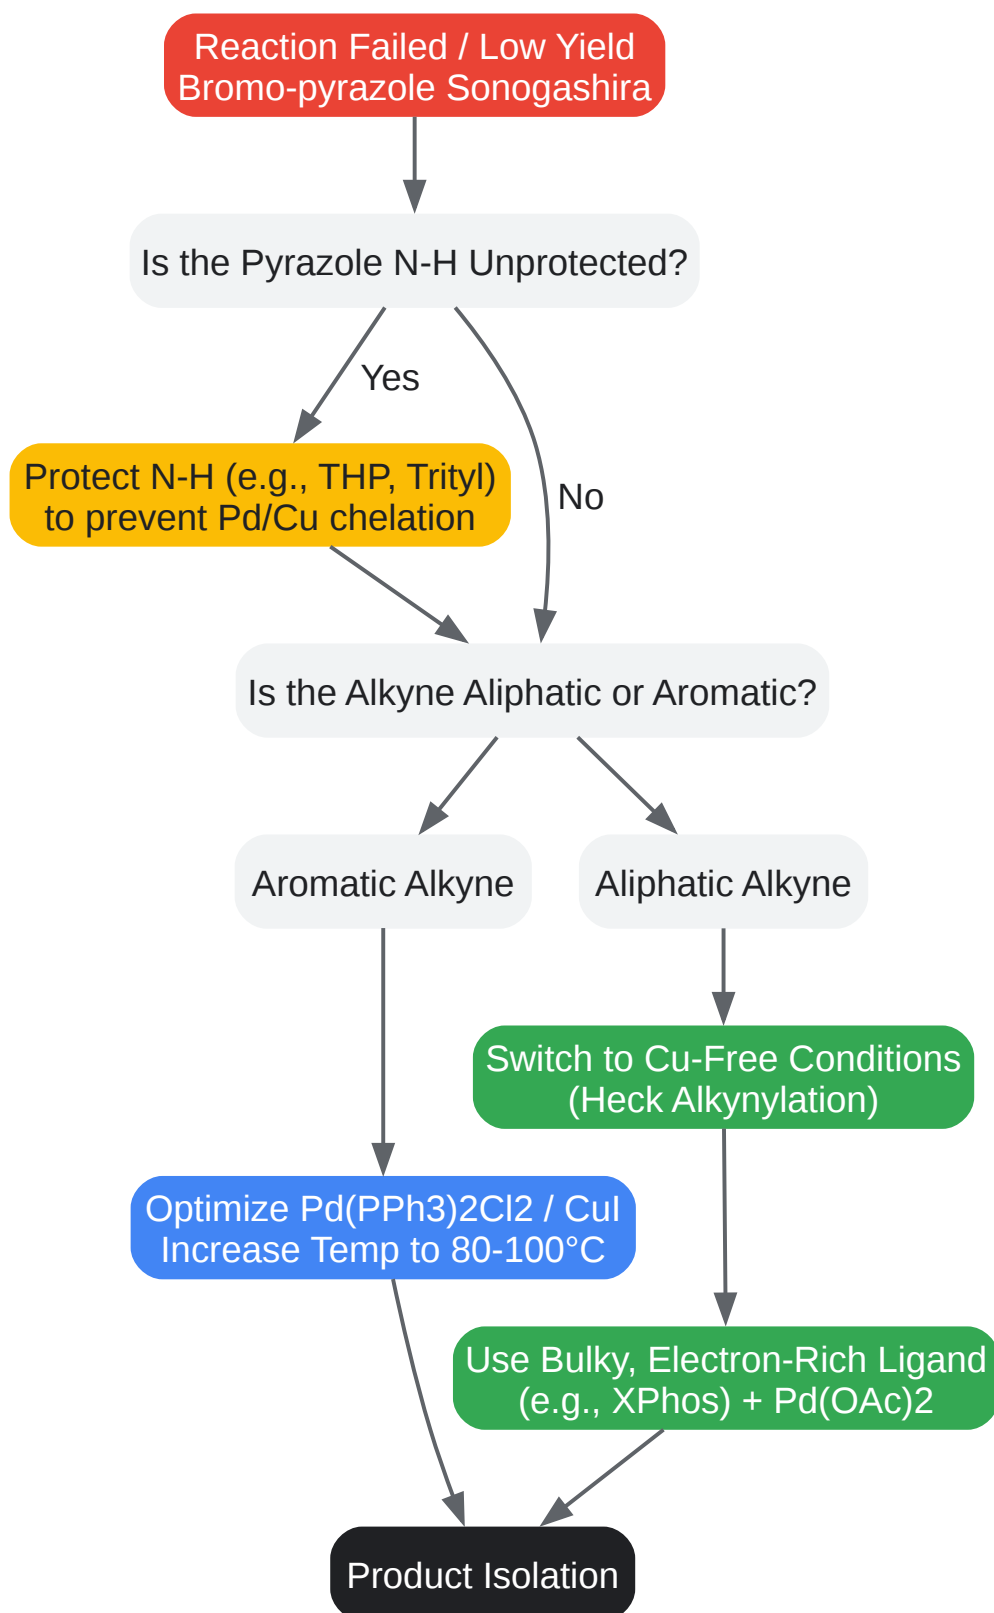 Reaction Failed / Low Yield
Bromo-pyrazole Sonogashira
Is the Pyrazole N-H Unprotected?
Yes
Protect N-H (e.g., THP, Trityl)
to prevent Pd/Cu chelation
No
Is the Alkyne Aliphatic or Aromatic?
Aromatic Alkyne
Aliphatic Alkyne
Switch to Cu-Free Conditions
(Heck Alkynylation)
Optimize Pd(PPh3)2Cl2 / CuI
Increase Temp to 80-100°C
Use Bulky, Electron-Rich Ligand
(e.g., XPhos) + Pd(OAc)2
Product Isolation